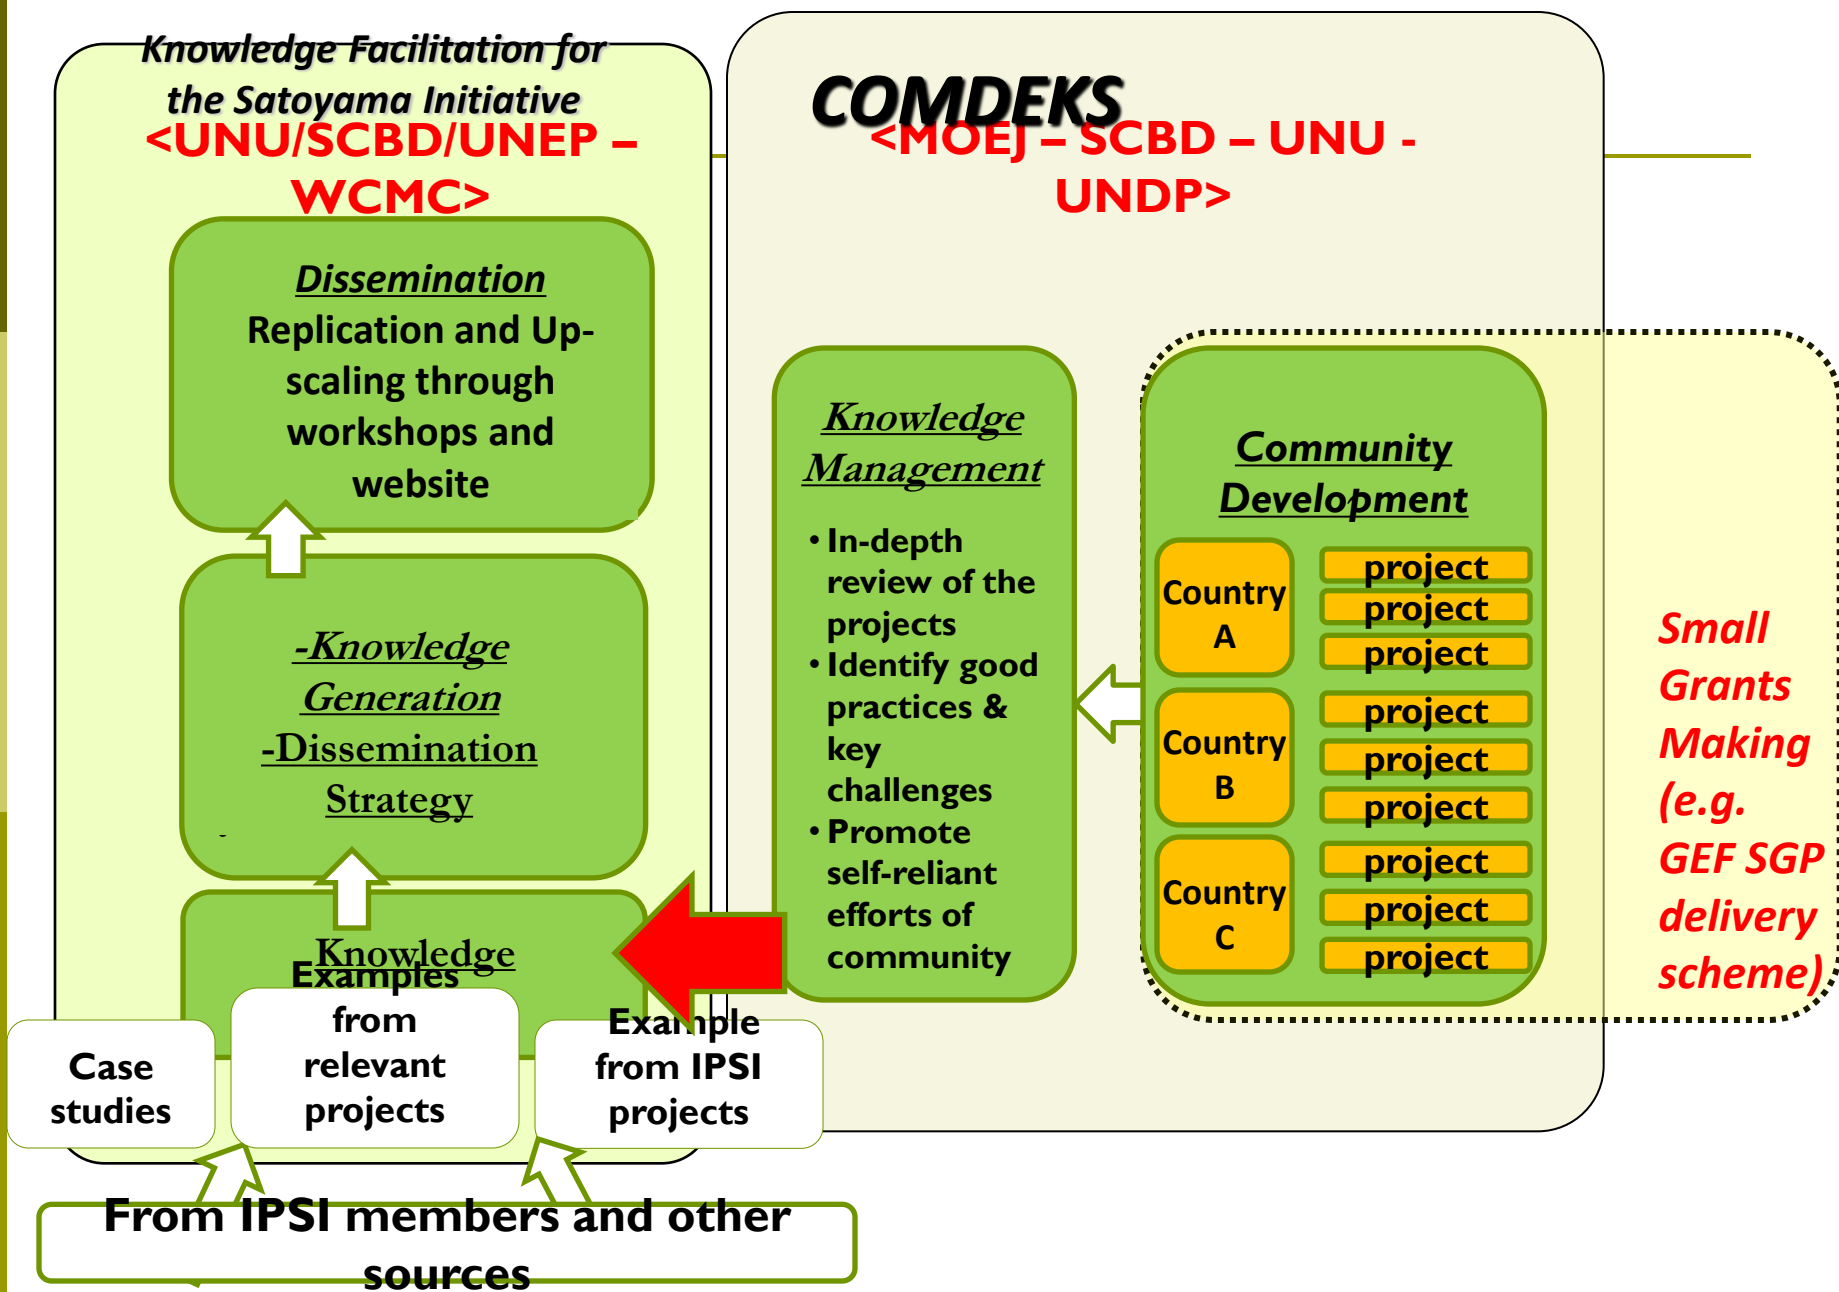 Knowledge Facilitation for
the Satoyama Initiative
<UNU/SCBD/UNEP –
WCMC>
Dissemination
Replication and Up-
scaling through
workshops and
website
-Knowledge
Generation
-Dissemination
Strategy
Knowledge
Case
studies
Examples
from
relevant
projects
Example
from IPSI
projects
From IPSI members and other
sources
COMDEKS
<MOEJ – SCBD – UNU -
UNDP>
Knowledge
Management
• In-depth
review of the
projects
• Identify good
practices &
key
challenges
• Promote
self-reliant
efforts of
community
Community
Development
Country
A
project
project
project
Country
B
project
project
project
Country
C
project
project
project
Small
Grants
Making
(e.g.
GEF SGP
delivery
scheme)